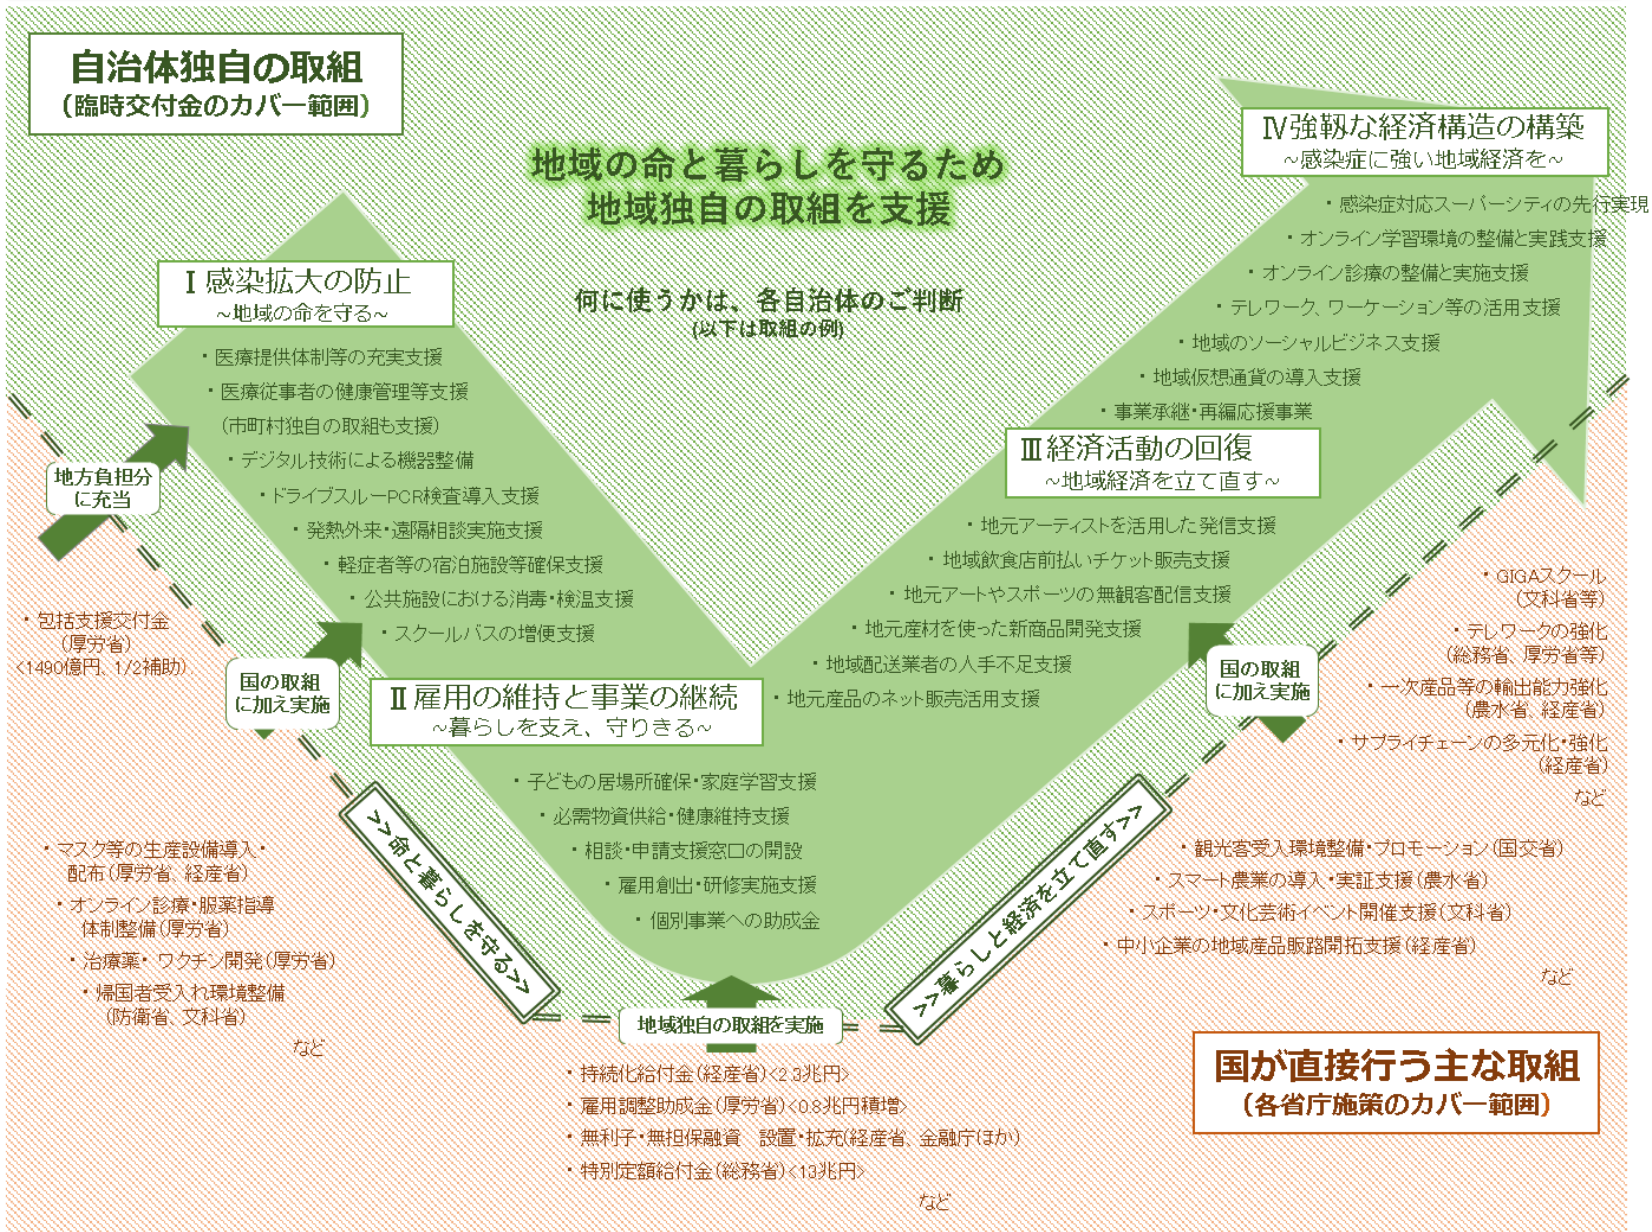 自治体独自の取組
(臨時交付金のカバー範囲)
地域の命と暮らしを守るため
地域独自の取組を支援
何に使うかは、各自治体のご判断
(以下は取組の例)
Ⅰ感染拡大の防止
~地域の命を守る~
・医療提供体制等の充実支援
・医療従事者の健康管理等支援
(市町村独自の取組も支援)
・デジタル技術による機器整備
・ドライブスルーPCR検査導入支援
・発熱外来・遠隔相談実施支援
・軽症者等の宿泊施設等確保支援
・公共施設における消毒・検温支援
・スクールバスの増便支援
Ⅱ雇用の維持と事業の継続
~暮らしを支え、守りきる~
・子どもの居場所確保・家庭学習支援
・必需物資供給・健康維持支援
・相談・申請支援窓口の開設
・雇用創出・研修実施支援
・個別事業への助成金
Ⅳ強靱な経済構造の構築
~感染症に強い地域経済を~
・感染症対応スーパーシティの先行実現
・オンライン学習環境の整備と実践支援
・オンライン診療の整備と実施支援
・テレワーク、ワーケーション等の活用支援
・地域のソーシャルビジネス支援
・地域仮想通貨の導入支援
・事業承継・再編応援事業
Ⅲ経済活動の回復
~地域経済を立て直す~
・地元アーティストを活用した発信支援
・地域飲食店前払いチケット販売支援
・地元アートやスポーツの無観客配信支援
・地元産材を使った新商品開発支援
・地域配送業者の人手不足支援
・地元産品のネット販売活用支援
地方負担分
に充当
・包括支援交付金
(厚労省)
<1490億円、1/2補助)
国の取組
に加え実施
・マスク等の生産設備導入・
配布(厚労省、経産省)
・オンライン診療・服薬指導
体制整備(厚労省)
・治療薬・ワクチン開発(厚労省)
・帰国者受入れ環境整備
(防衛省、文科省)
など
>>命と暮らしを守る>>
地域独自の取組を実施
・持続化給付金(経産省)<2.3兆円>
・雇用調整助成金(厚労省)<0.8兆円積増>
・無利子・無担保融資 設置・拡充(経産省、金融庁ほか)
・特別定額給付金(総務省)<13兆円>
など
>>暮らしと経済を立て直す>>
国の取組
に加え実施
・GIGAスクール
(文科省等)
・テレワークの強化
(総務省、厚労省等)
・一次産品等の輸出能力強化
(農水省、経産省)
・サプライチェーンの多元化・強化
(経産省)
など
・観光客受入環境整備・プロモーション(国交省)
・スマート農業の導入・実証支援(農水省)
・スポーツ・文化芸術イベント開催支援(文科省)
・中小企業の地域産品販路開拓支援(経産省)
など
国が直接行う主な取組
(各省庁施策のカバー範囲)